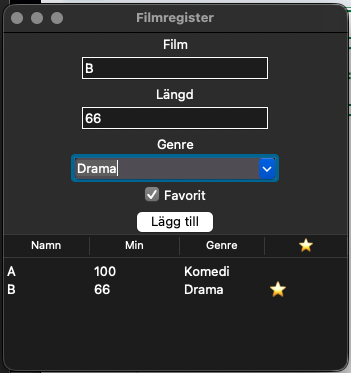 Filmregister
Film
B
Längd
66
Genre
Drama
Favorit
Lägg till
Namn Min Genre ⭐
A 100 Komedi
B 66 Drama ⭐